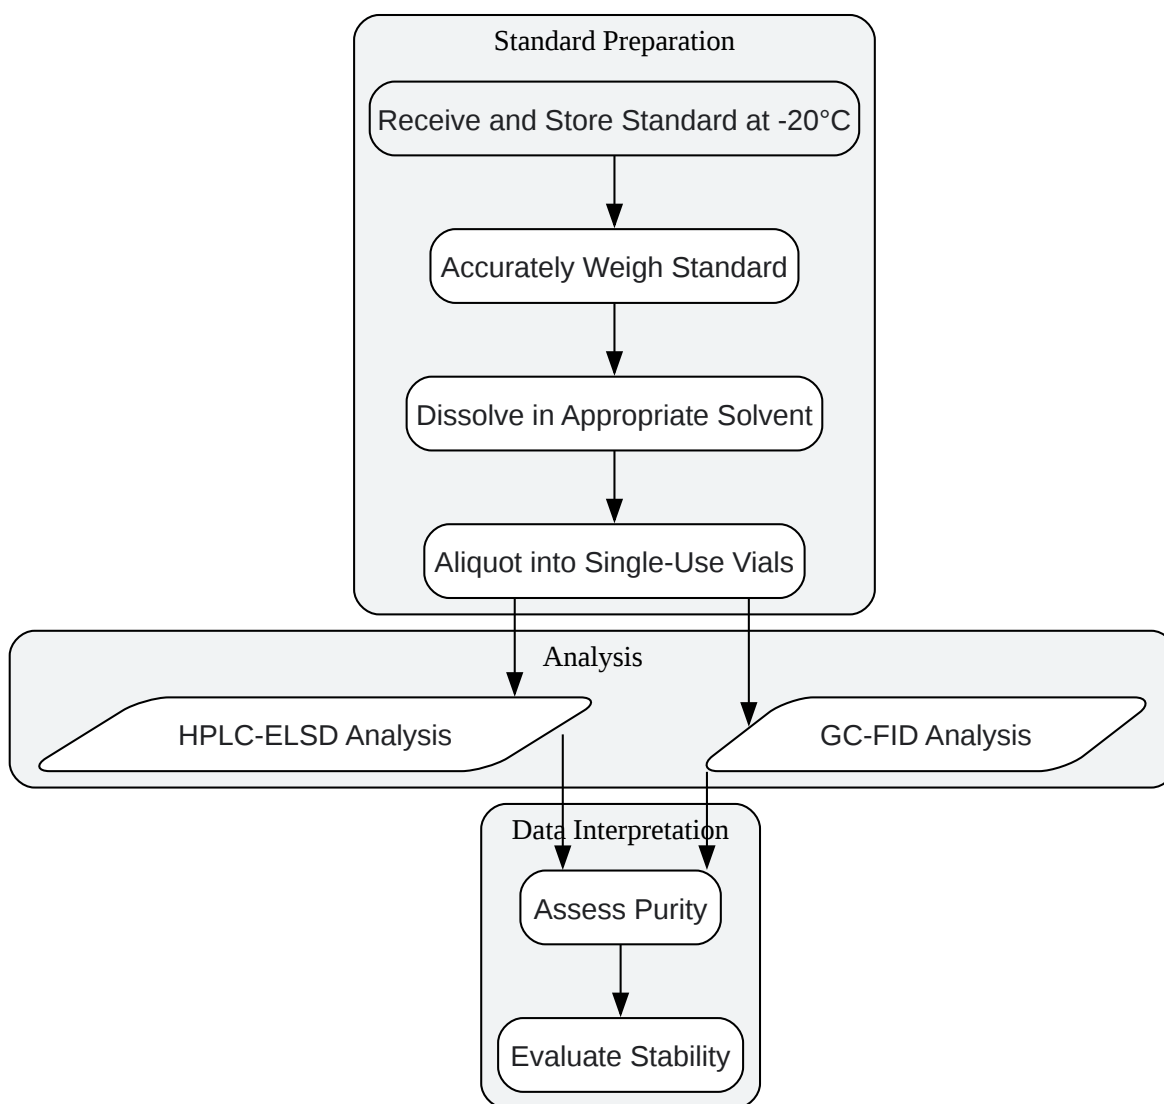 Standard Preparation
Receive and Store Standard at -20°C
Accurately Weigh Standard
Dissolve in Appropriate Solvent
Aliquot into Single-Use Vials
Analysis
HPLC-ELSD Analysis
GC-FID Analysis
Data Interpretation
Assess Purity
Evaluate Stability